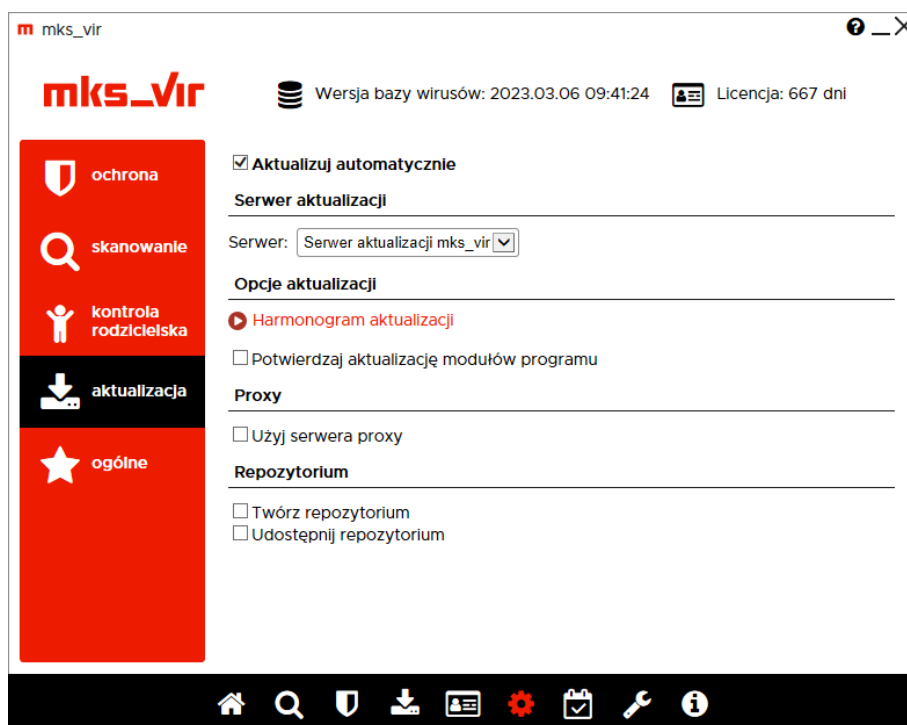 m mks_vir
mks_vir
Wersja bazy wirusów: 2023.03.06 09:41:24
Licencja: 667 dni
ochrona
skanowanie
kontrola
rodzicielska
aktualizacja
ogólne
Aktualizuj automatycznie
Serwer aktualizacji
Serwer: Serwer aktualizacji mks_vir
Opcje aktualizacji
Harmonogram aktualizacji
Potwierdzaj aktualizację modułów programu
Proxy
Użyj serwera proxy
Repozytorium
Twórz repozytorium
Udostępnij repozytorium